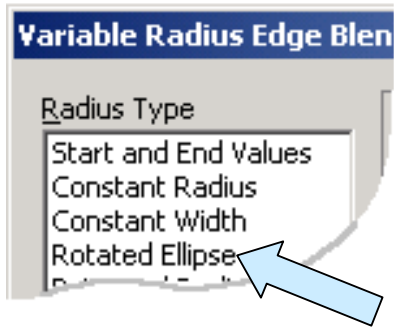 Variable Radius Edge Blen
Radius Type
Start and End Values
Constant Radius
Constant Width
Rotated Ellipse